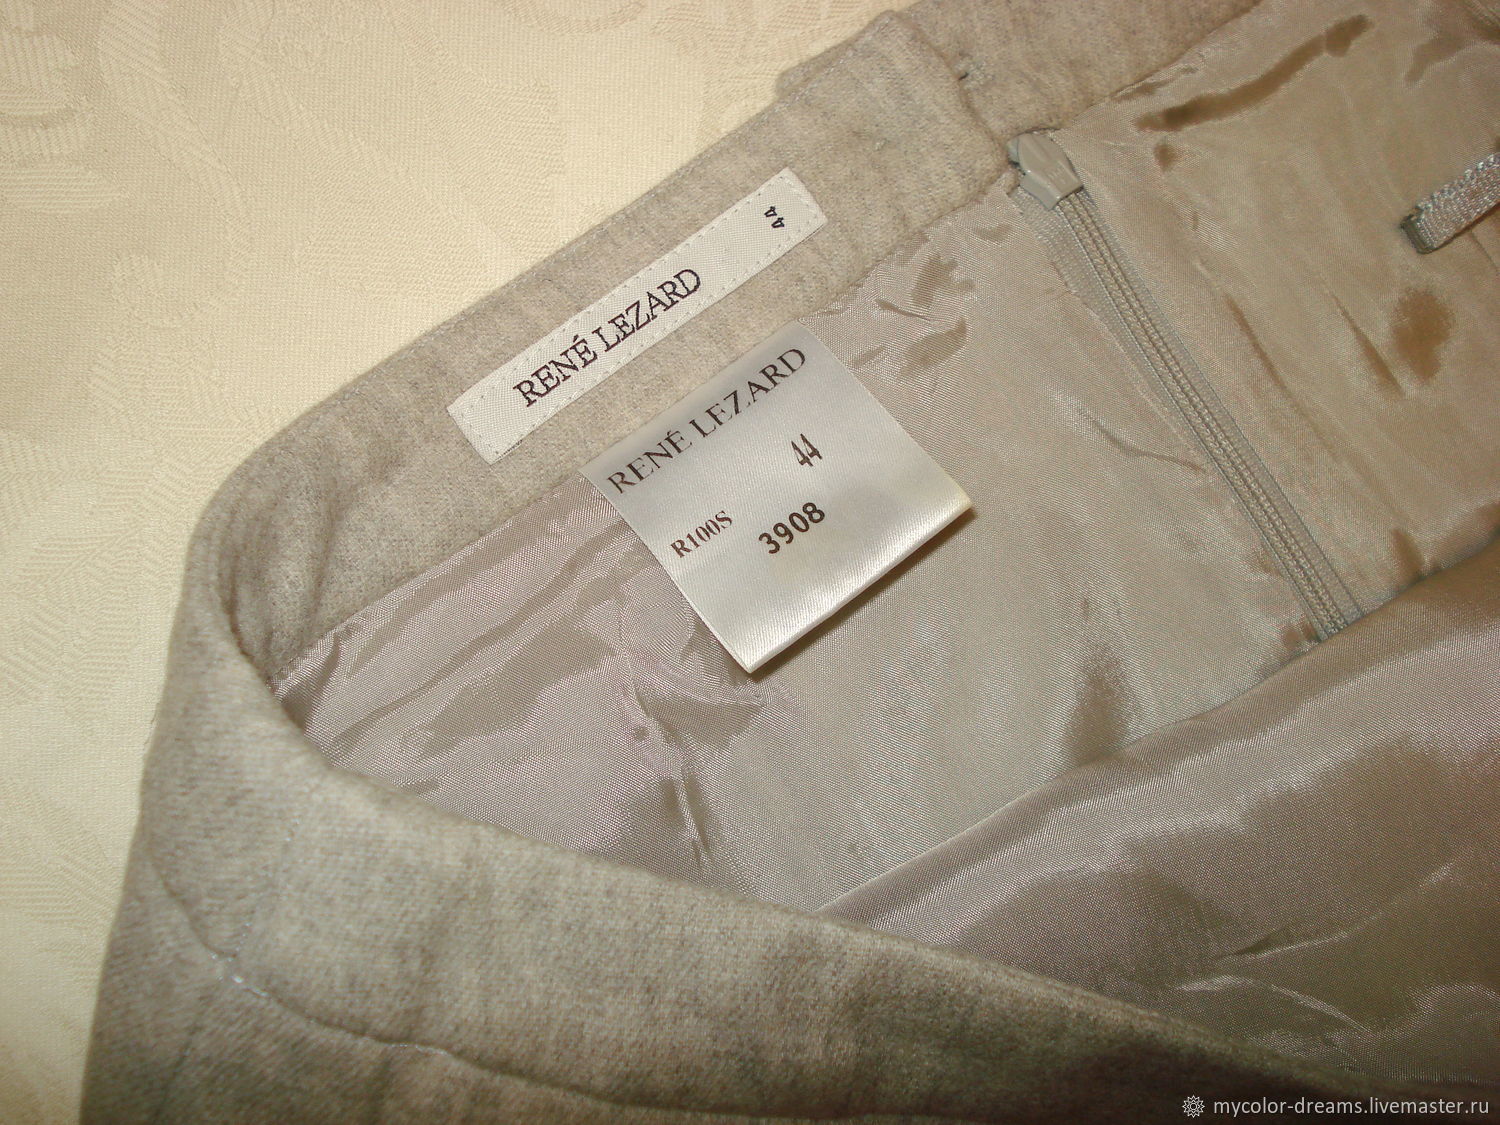 44
RENÉ LEZARD
RENÉ LEZARD
44
R100S
3908
mycolor-dreams.livemaster.ru